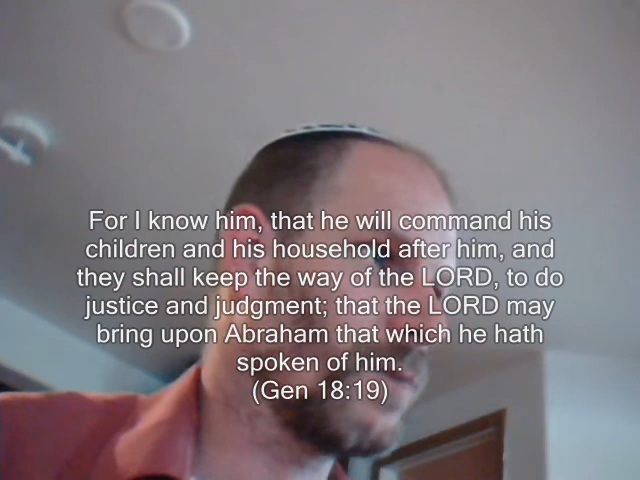 For I know him, that he will command his
children and his household after him, and
they shall keep the way of the LORD, to do
justice and judgment; that the LORD may
bring upon Abraham that which he hath
spoken of him.
(Gen 18:19)